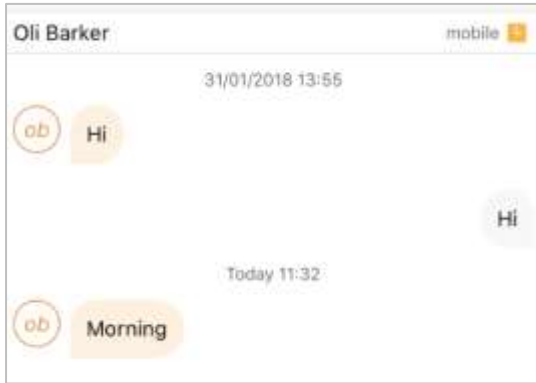 Oli Barker
mobile
31/01/2018 13:55
ob
Hi
Hi
Today 11:32
ob
Morning